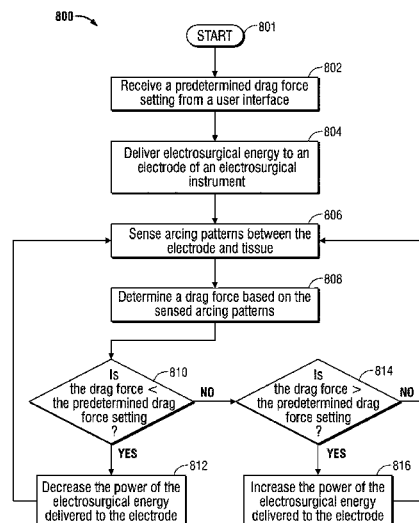 800
START
801
802
Receive a predetermined drag force
setting from a user interface
804
Deliver electrosurgical energy to an
electrode of an electrosurgical
instrument
806
Sense arcing patterns between the
electrode and tissue
808
Determine a drag force based on the
sensed arcing patterns
810
Is
the drag force <
the predetermined drag
force setting
?
NO
YES
814
Is
the drag force >
the predetermined drag
force setting
?
NO
YES
812
Decrease the power of the
electrosurgical energy
delivered to the electrode
816
Increase the power of the
electrosurgical energy
delivered to the electrode